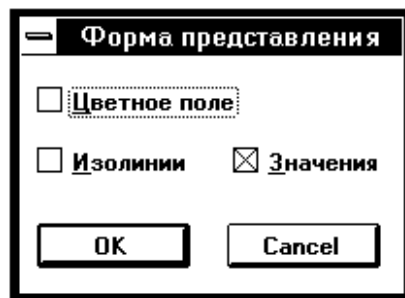 Форма представления
Цветное поле
Изолинии Значения
OK Cancel